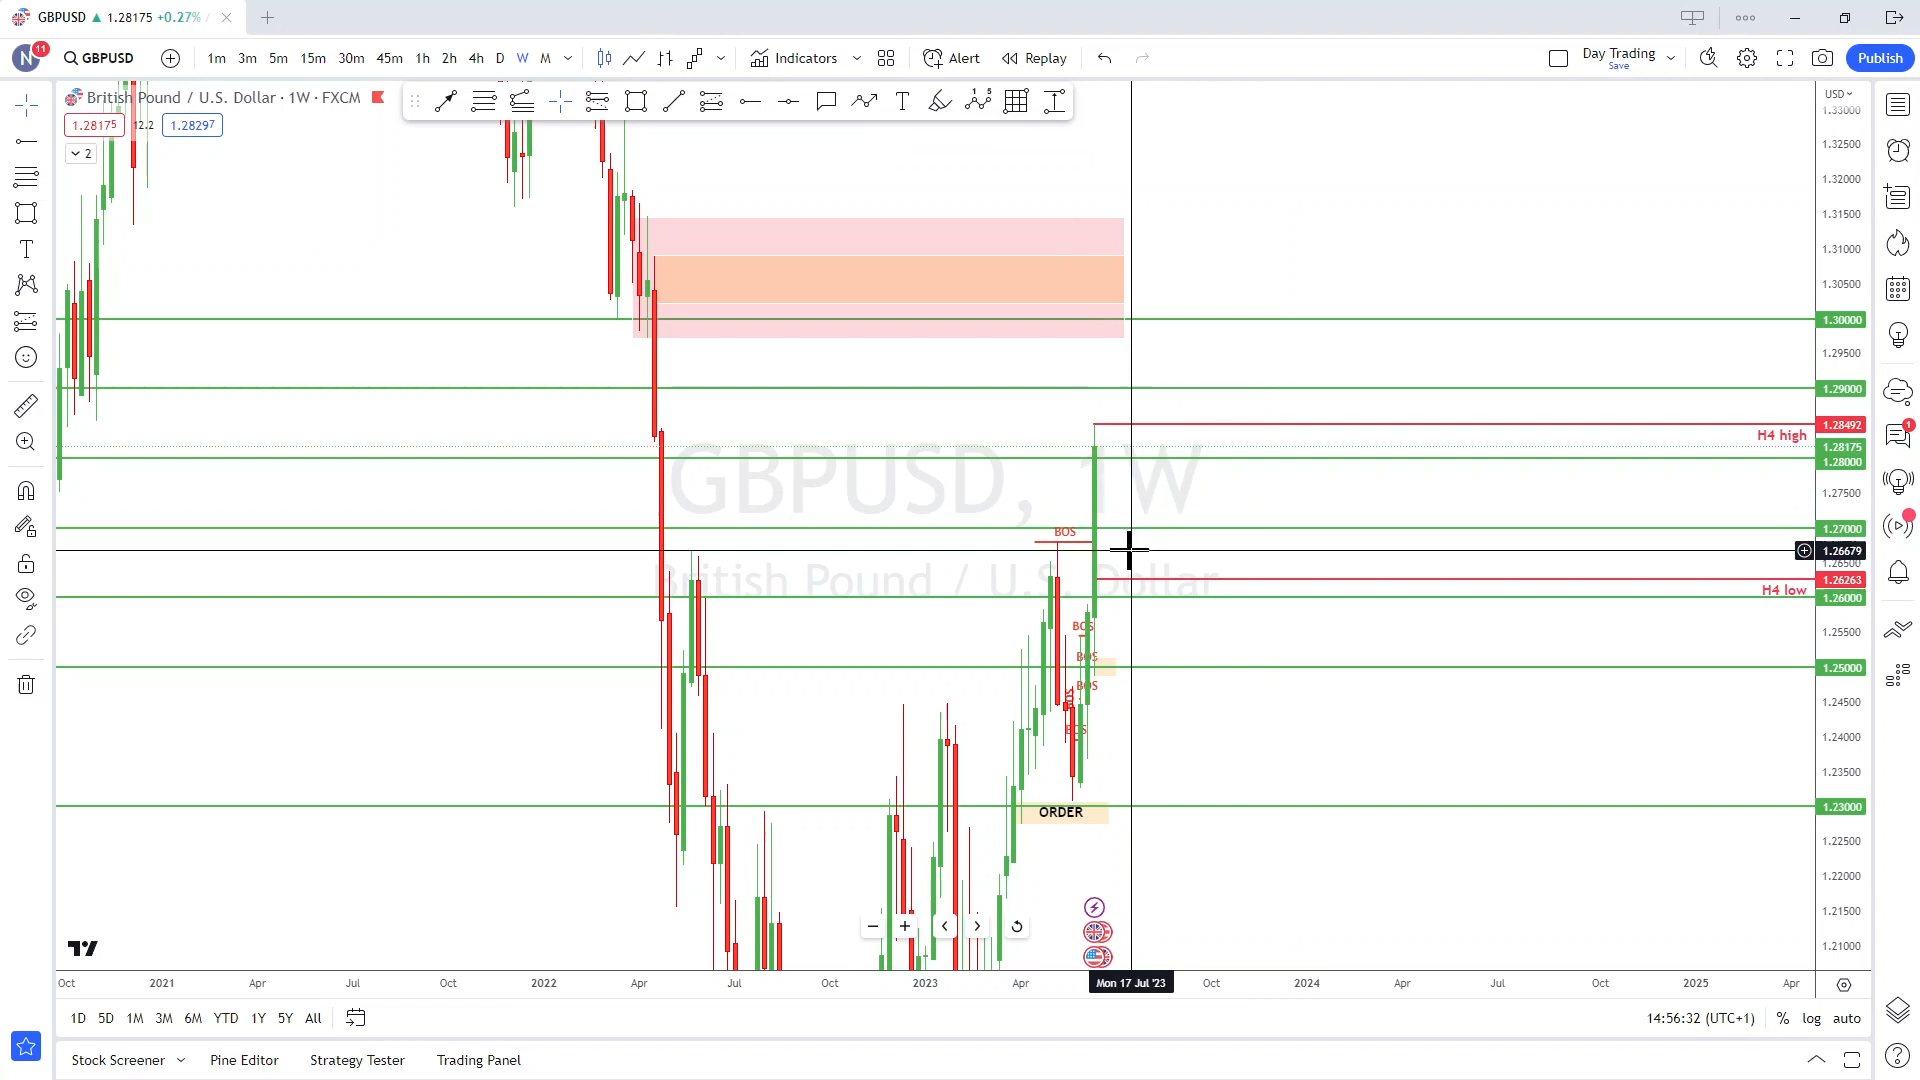 GBPUSD ▲ 1.28175 +0.27% /
N 11 GBPUSD 1m 3m 5m 15m 30m 45m 1h 2h 4h D W M Indicators Alert Replay Day Trading Save Publish
British Pound / U.S. Dollar · 1W · FXCM
1.28175 12.2 1.28297
2
USD
1.33000
1.32500
1.32000
1.31500
1.31000
1.30500
1.30000
1.29500
1.29000
1.28492
H4 high
1.28175
1.28000
1.27500
1.27000
1.26679
1.26500
1.26263
H4 low
1.26000
1.25500
1.25000
1.24500
1.24000
1.23500
1.23000
1.22500
1.22000
1.21500
1.21000
GBPUSD, 1W
British Pound / U.S. Dollar
BOS
BOS
BOS
BOS
BOS
BOS
ORDER
1
Oct 2021 Apr Jul Oct 2022 Apr Jul Oct 2023 Apr Mon 17 Jul '23 Oct 2024 Apr Jul Oct 2025 Apr
1D 5D 1M 3M 6M YTD 1Y 5Y All 14:56:32 (UTC+1) % log auto
Stock Screener Pine Editor Strategy Tester Trading Panel